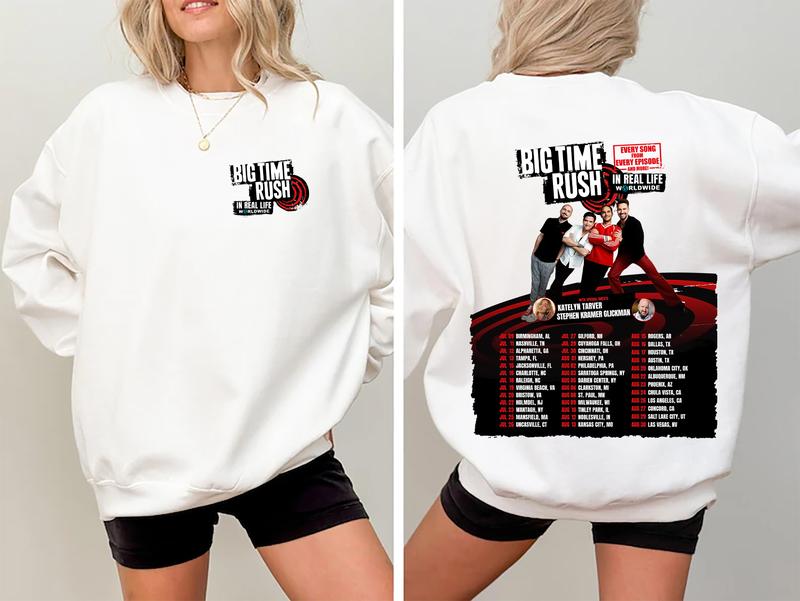 BIG TIME
RUSH
IN REAL LIFE
WORLDWIDE
BIG TIME
RUSH
EVERY SONG
FROM
EVERY EPISODE
AND MORE!
IN REAL LIFE
WORLDWIDE
WITH SPECIAL GUESTS
KATELYN TARVER
STEPHEN KRAMER GLICKMAN
BIRMINGHAM, AL
NASHVILLE, TN
ALPHARETTA, GA
TAMPA, FL
JACKSONVILLE, FL
CHARLOTTE, NC
RALEIGH, NC
VIRGINIA BEACH, VA
BRISTOW, VA
HOLMDEL, NJ
WANTAGH, NY
MANSFIELD, MA
UNCASVILLE, CT
GILFORD, NH
CUYAHOGA FALLS, OH
CINCINNATI, OH
HERSHEY, PA
PHILADELPHIA, PA
SARATOGA SPRINGS, NY
DARIEN CENTER, NY
CLARKSTON, MI
ST. PAUL, MN
MILWAUKEE, WI
TINLEY PARK, IL
NOBLESVILLE, IN
KANSAS CITY, MO
ROGERS, AR
DALLAS, TX
HOUSTON, TX
AUSTIN, TX
OKLAHOMA CITY, OK
ALBUQUERQUE, NM
PHOENIX, AZ
CHULA VISTA, CA
LOS ANGELES, CA
CONCORD, CA
SALT LAKE CITY, UT
LAS VEGAS, NV